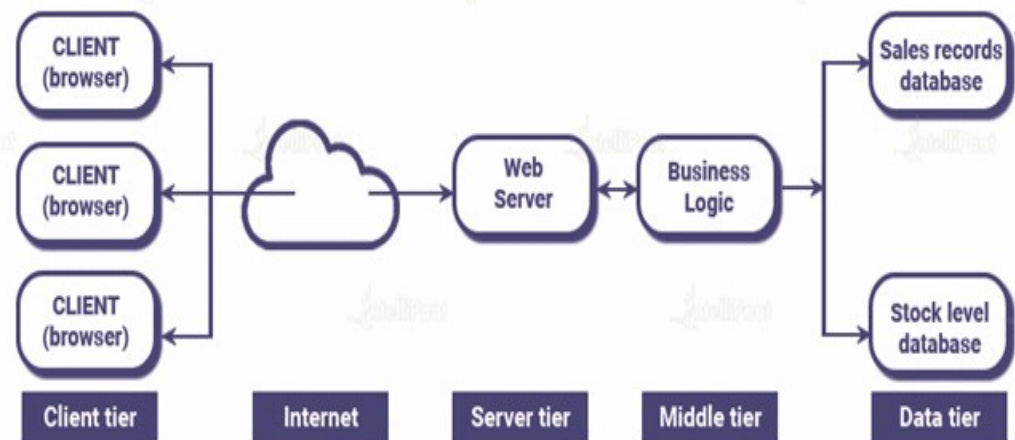 CLIENT
(browser)
CLIENT
(browser)
CLIENT
(browser)
Web
Server
Business
Logic
Sales records
database
Stock level
database
Client tier
Internet
Server tier
Middle tier
Data tier